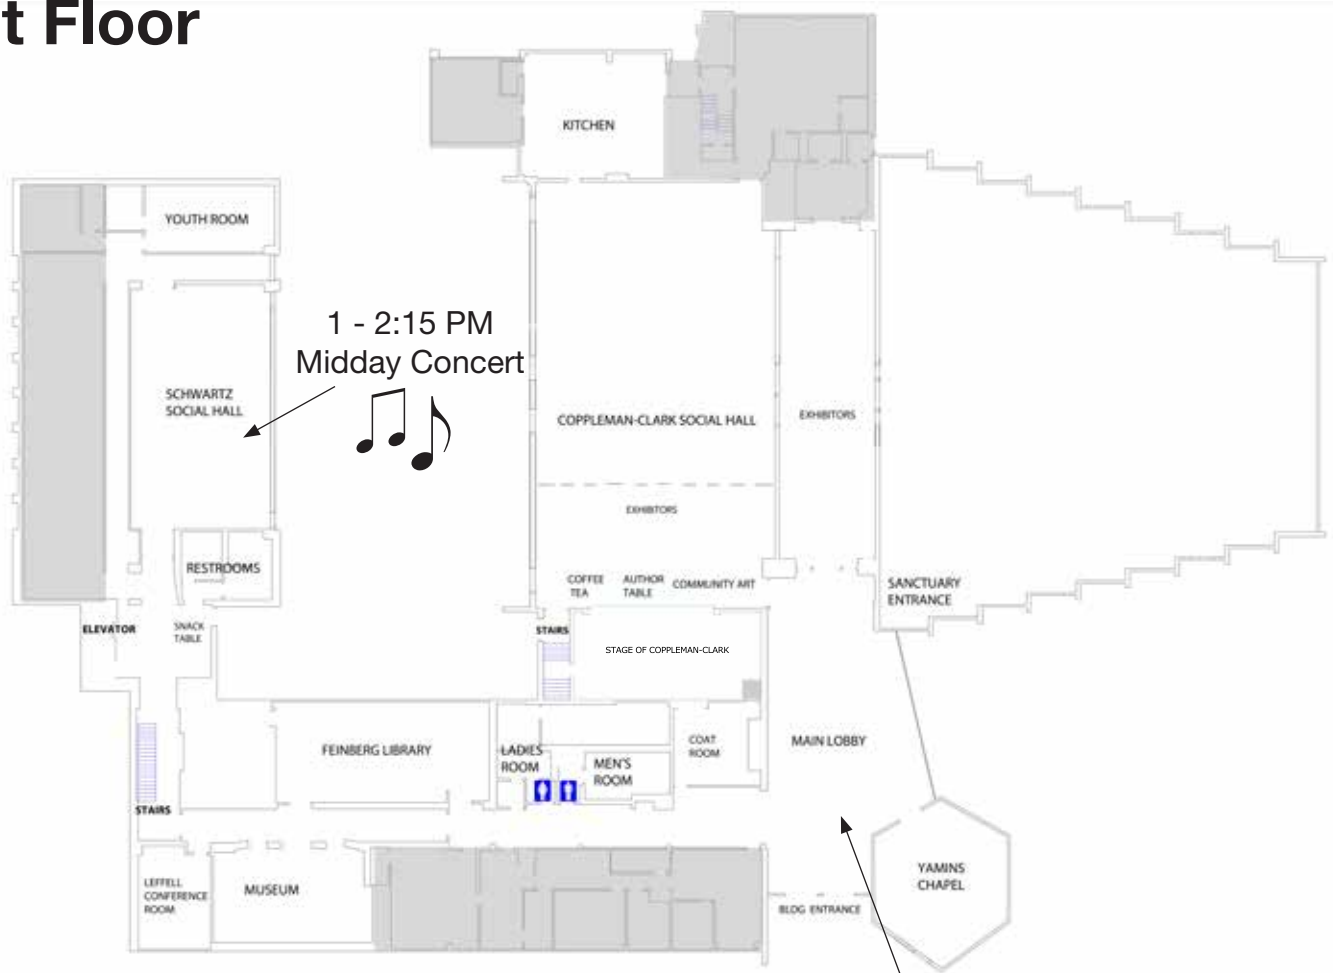 t Floor
KITCHEN
YOUTH ROOM
1 - 2:15 PM
Midday Concert
SCHWARTZ
SOCIAL HALL
COPPLEMAN-CLARK SOCIAL HALL
EXHIBITORS
EXHIBITORS
RESTROOMS
COFFEE
TEA
AUTHOR
TABLE
COMMUNITY ART
SANCTUARY
ENTRANCE
ELEVATOR
SNACK
TABLE
STAIRS
STAGE OF COPPLEMAN-CLARK
FEINBERG LIBRARY
LADIES
ROOM
MEN'S
ROOM
COAT
ROOM
MAIN LOBBY
STAIRS
LEFFELL
CONFERENCE
ROOM
MUSEUM
YAMINS
CHAPEL
BLDG ENTRANCE